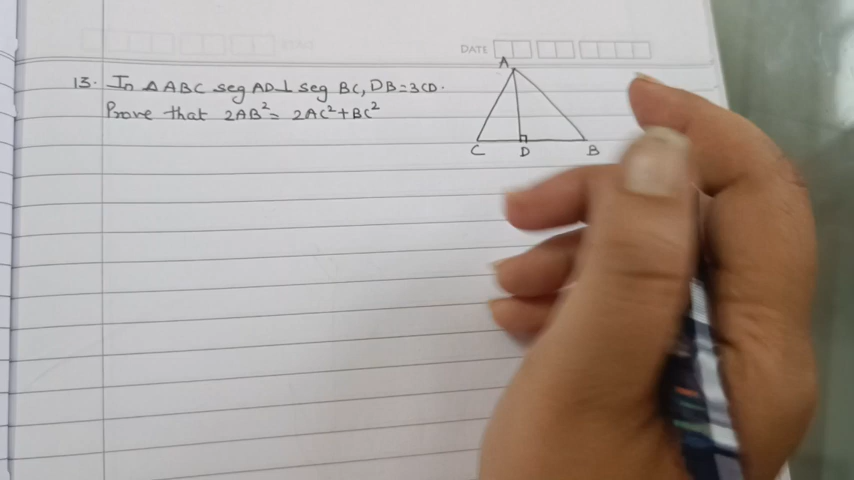 DATE
13. In △ABC seg AD ⊥ seg BC, DB = 3CD.
Prove that 2AB² = 2AC² + BC²
A
C D B